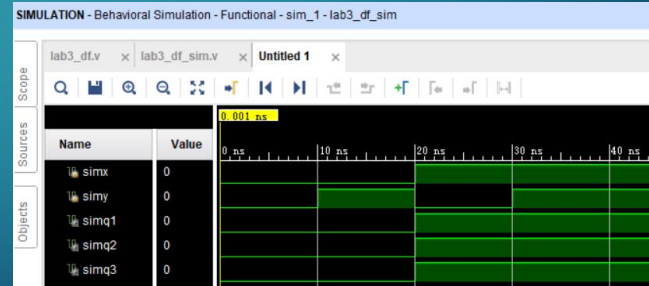 SIMULATION - Behavioral Simulation - Functional - sim_1 - lab3_df_sim
lab3_df.v × lab3_df_sim.v × Untitled 1 ×
Scope
Sources
Objects
0.001 ns
Name Value 0 ns 10 ns 20 ns 30 ns 40 ns
simx 0
simy 0
simq1 0
simq2 0
simq3 0